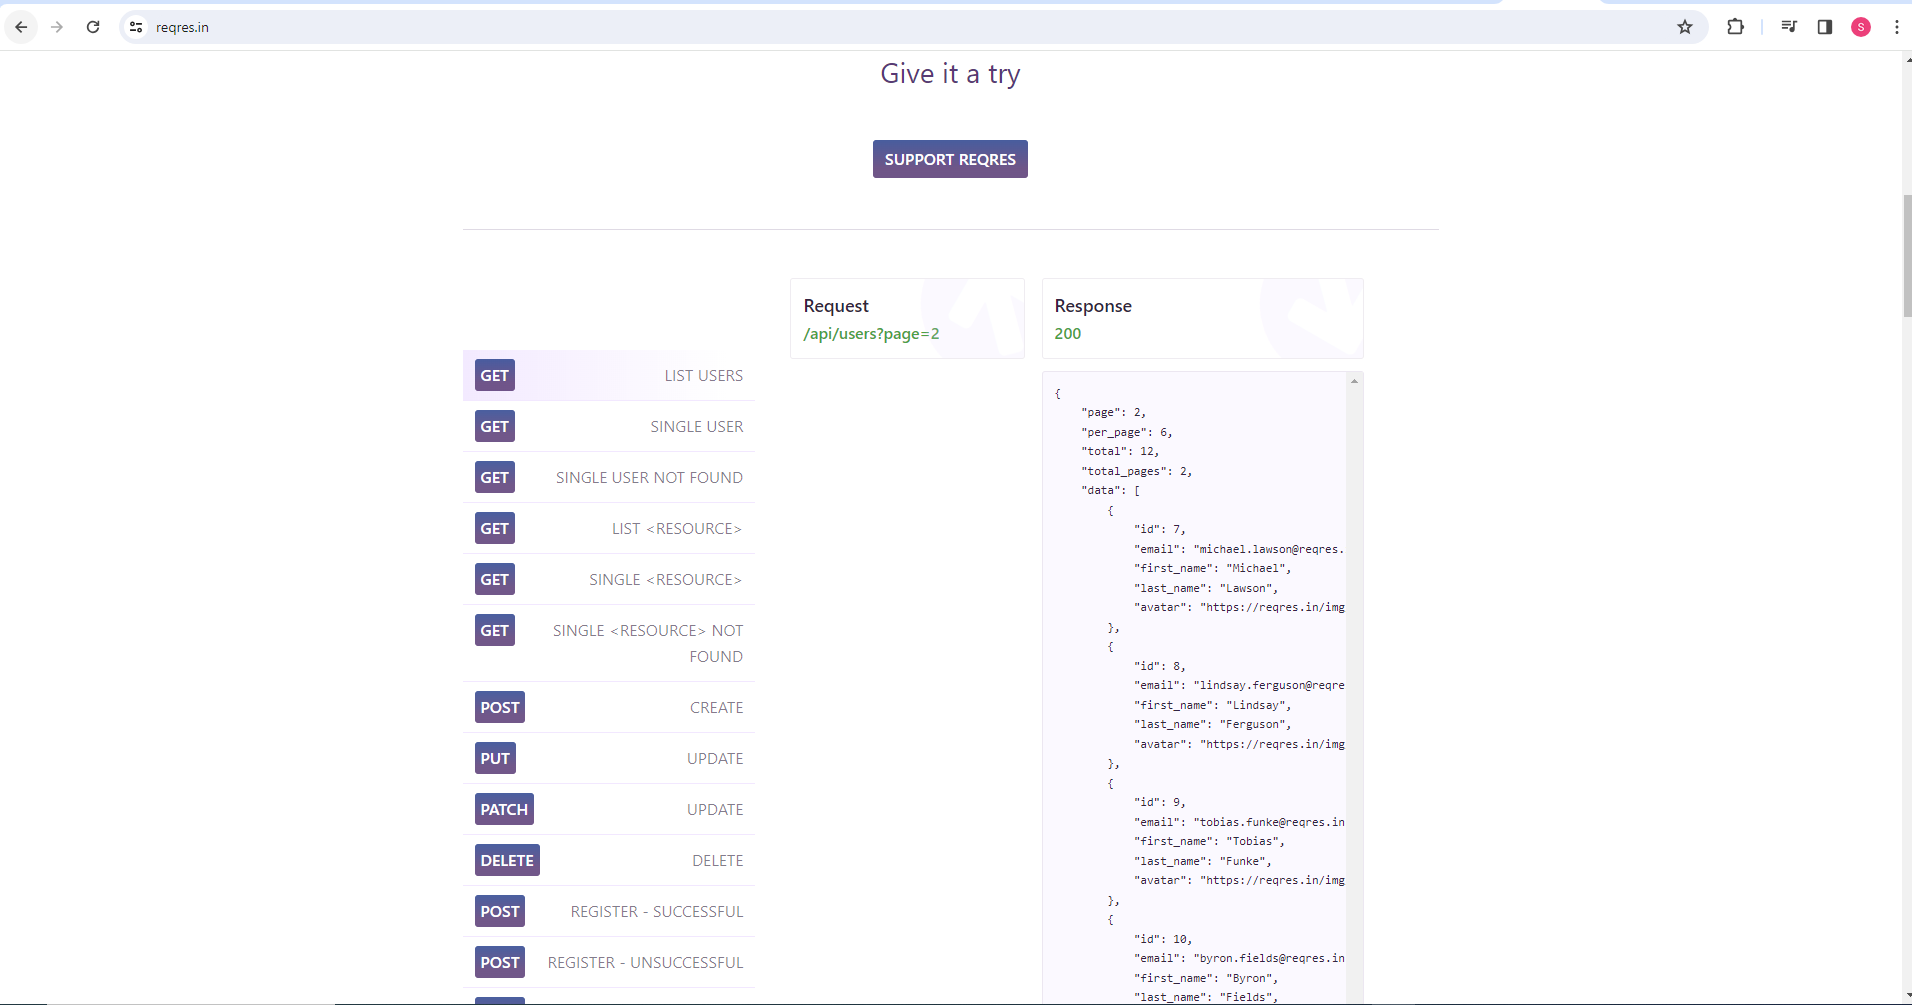 reqres.in
S
Give it a try
SUPPORT REQRES
Request
/api/users?page=2
Response
200
GET LIST USERS
GET SINGLE USER
GET SINGLE USER NOT FOUND
GET LIST <RESOURCE>
GET SINGLE <RESOURCE>
GET SINGLE <RESOURCE> NOT
FOUND
POST CREATE
PUT UPDATE
PATCH UPDATE
DELETE DELETE
POST REGISTER - SUCCESSFUL
POST REGISTER - UNSUCCESSFUL
{
"page": 2,
"per_page": 6,
"total": 12,
"total_pages": 2,
"data": [
{
"id": 7,
"email": "michael.lawson@reqres.
"first_name": "Michael",
"last_name": "Lawson",
"avatar": "https://reqres.in/img
},
{
"id": 8,
"email": "lindsay.ferguson@reqre
"first_name": "Lindsay",
"last_name": "Ferguson",
"avatar": "https://reqres.in/img
},
{
"id": 9,
"email": "tobias.funke@reqres.in
"first_name": "Tobias",
"last_name": "Funke",
"avatar": "https://reqres.in/img
},
{
"id": 10,
"email": "byron.fields@reqres.in
"first_name": "Byron",
"last_name": "Fields",